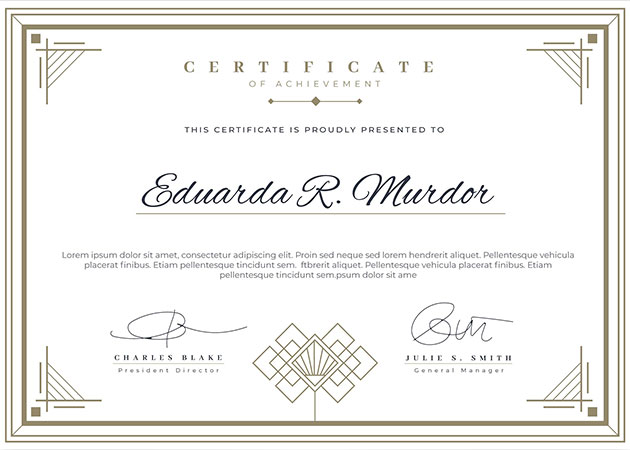 CERTIFICATE
OF ACHIEVEMENT
THIS CERTIFICATE IS PROUDLY PRESENTED TO
Eduarda R. Murdor
Lorem ipsum dolor sit amet, consectetur adipiscing elit. Proin sed neque sed lorem hendrerit aliquet. Pellentesque vehicula
placerat finibus. Etiam pellentesque tincidunt sem. ftbrerit aliquet. Pellentesque vehicula placerat finibus. Etiam
pellentesque tincidunt sem.psum dolor sit ame
CHARLES BLAKE
President Director
JULIE S. SMITH
General Manager